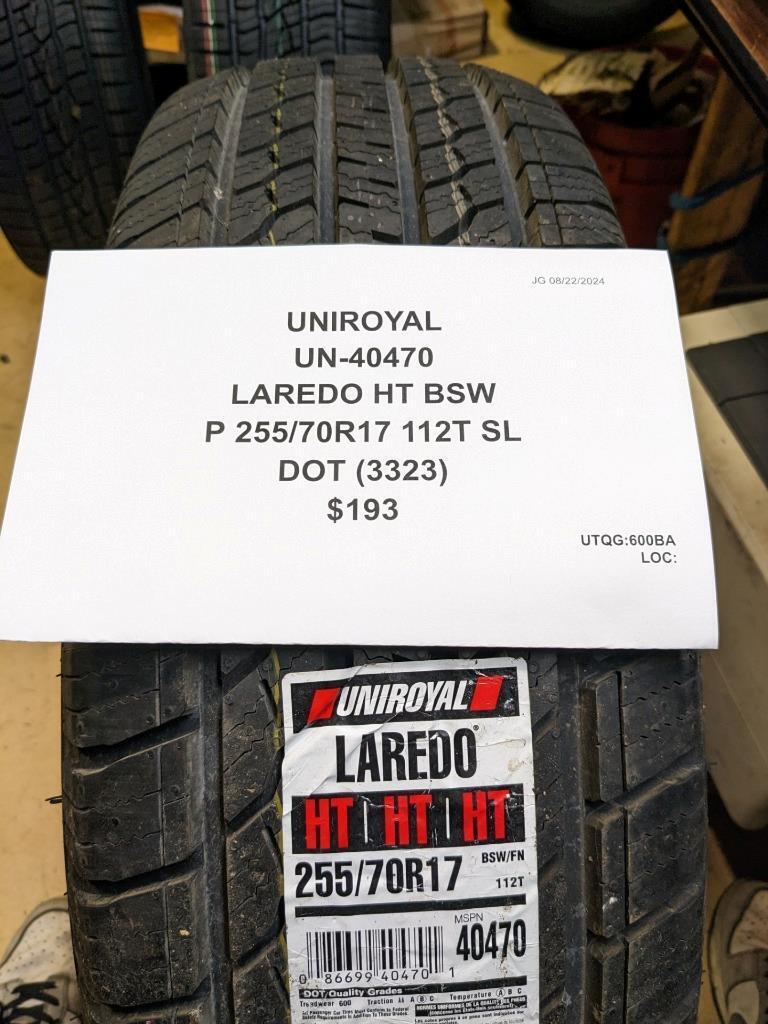 JG 08/22/2024
UNIROYAL
UN-40470
LAREDO HT BSW
P 255/70R17 112T SL
DOT (3323)
$193
UTQG:600BA
LOC:
UNIROYAL
LAREDO®
HT HT HT
255/70R17 BSW/FN
112T
MSPN
40470
0 86699 40470 1
DOT Quality Grades
Treadwear 600 Traction AA A B C Temperature A B C